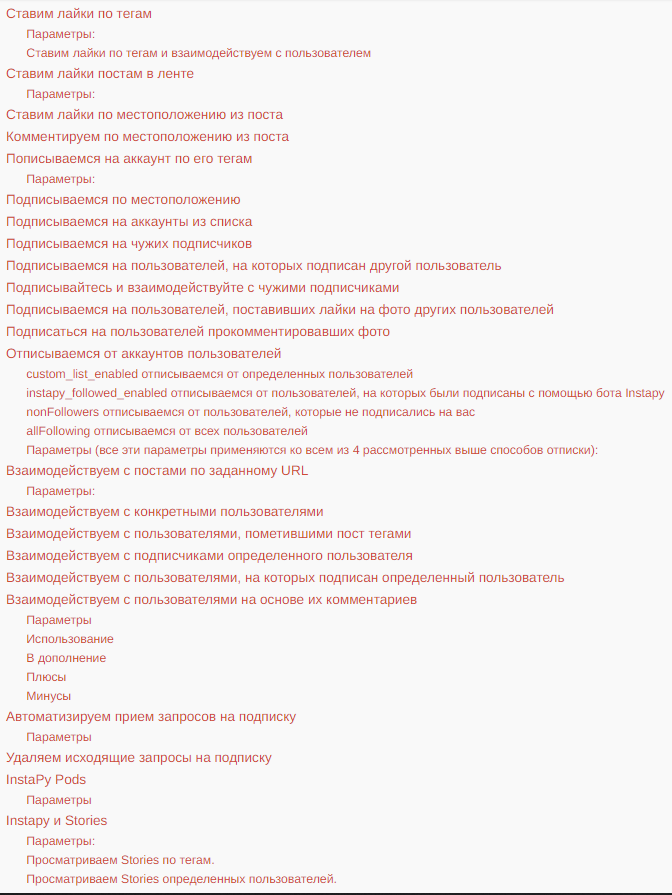 Ставим лайки по тегам
Параметры:
Ставим лайки по тегам и взаимодействуем с пользователем
Ставим лайки постам в ленте
Параметры:
Ставим лайки по местоположению из поста
Комментируем по местоположению из поста
Пописываемся на аккаунт по его тегам
Параметры:
Подписываемся по местоположению
Подписываемся на аккаунты из списка
Подписываемся на чужих подписчиков
Подписываемся на пользователей, на которых подписан другой пользователь
Подписывайтесь и взаимодействуйте с чужими подписчиками
Подписываемся на пользователей, поставивших лайки на фото других пользователей
Подписаться на пользователей прокомментировавших фото
Отписываемся от аккаунтов пользователей
custom_list_enabled отписываемся от определенных пользователей
instapy_followed_enabled отписываемся от пользователей, на которых были подписаны с помощью бота Instapy
nonFollowers отписываемся от пользователей, которые не подписались на вас
allFollowing отписываемся от всех пользователей
Параметры (все эти параметры применяются ко всем из 4 рассмотренных выше способов отписки):
Взаимодействуем с постами по заданному URL
Параметры:
Взаимодействуем с конкретными пользователями
Взаимодействуем с пользователями, пометившими пост тегами
Взаимодействуем с подписчиками определенного пользователя
Взаимодействуем с пользователями, на которых подписан определенный пользователь
Взаимодействуем с пользователями на основе их комментариев
Параметры
Использование
В дополнение
Плюсы
Минусы
Автоматизируем прием запросов на подписку
Параметры
Удаляем исходящие запросы на подписку
InstaPy Pods
Параметры
Instapy и Stories
Параметры:
Просматриваем Stories по тегам.
Просматриваем Stories определенных пользователей.